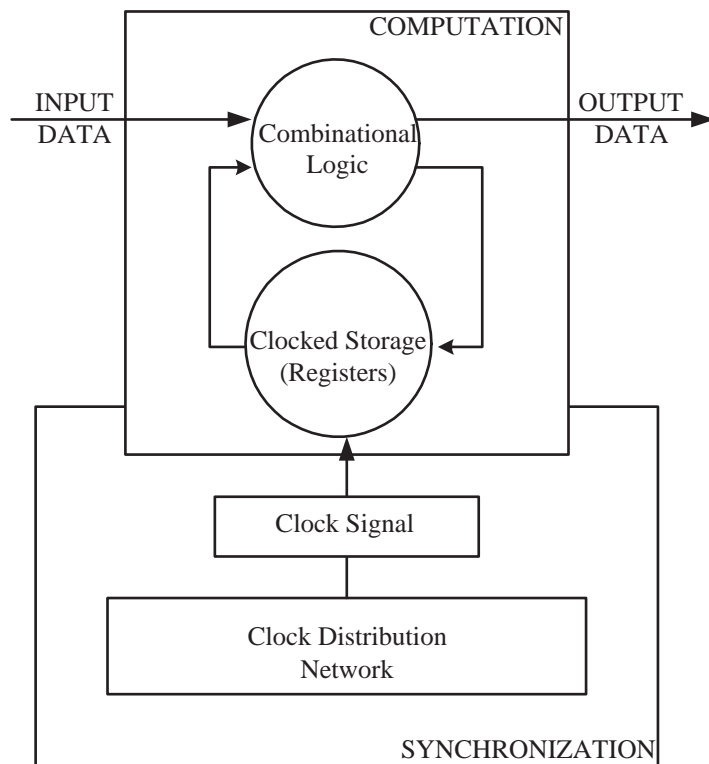 COMPUTATION
INPUT
DATA
OUTPUT
DATA
Combinational
Logic
Clocked Storage
(Registers)
Clock Signal
Clock Distribution
Network
SYNCHRONIZATION